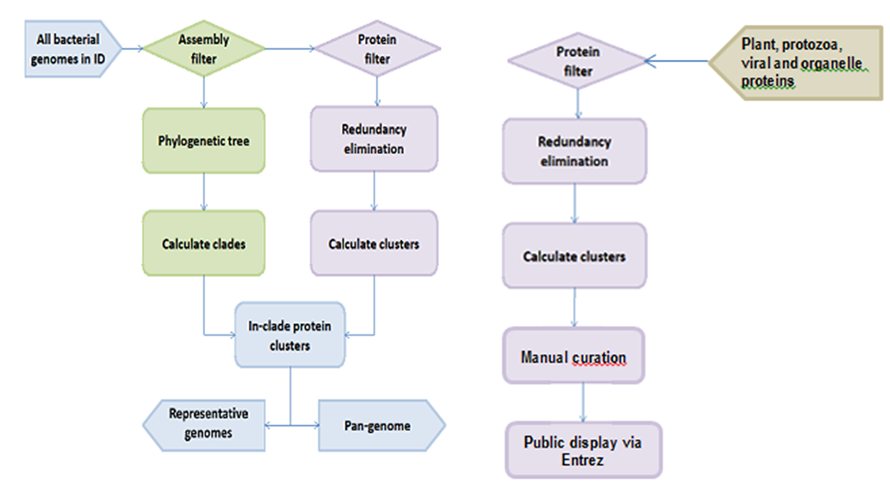 All bacterial
genomes in ID
Assembly
filter
Protein
filter
Phylogenetic tree
Redundancy
elimination
Calculate clades
Calculate clusters
In-clade protein
clusters
Representative
genomes
Pan-genome
Protein
filter
Plant, protozoa,
viral and organelle
proteins
Redundancy
elimination
Calculate clusters
Manual curation
Public display via
Entrez